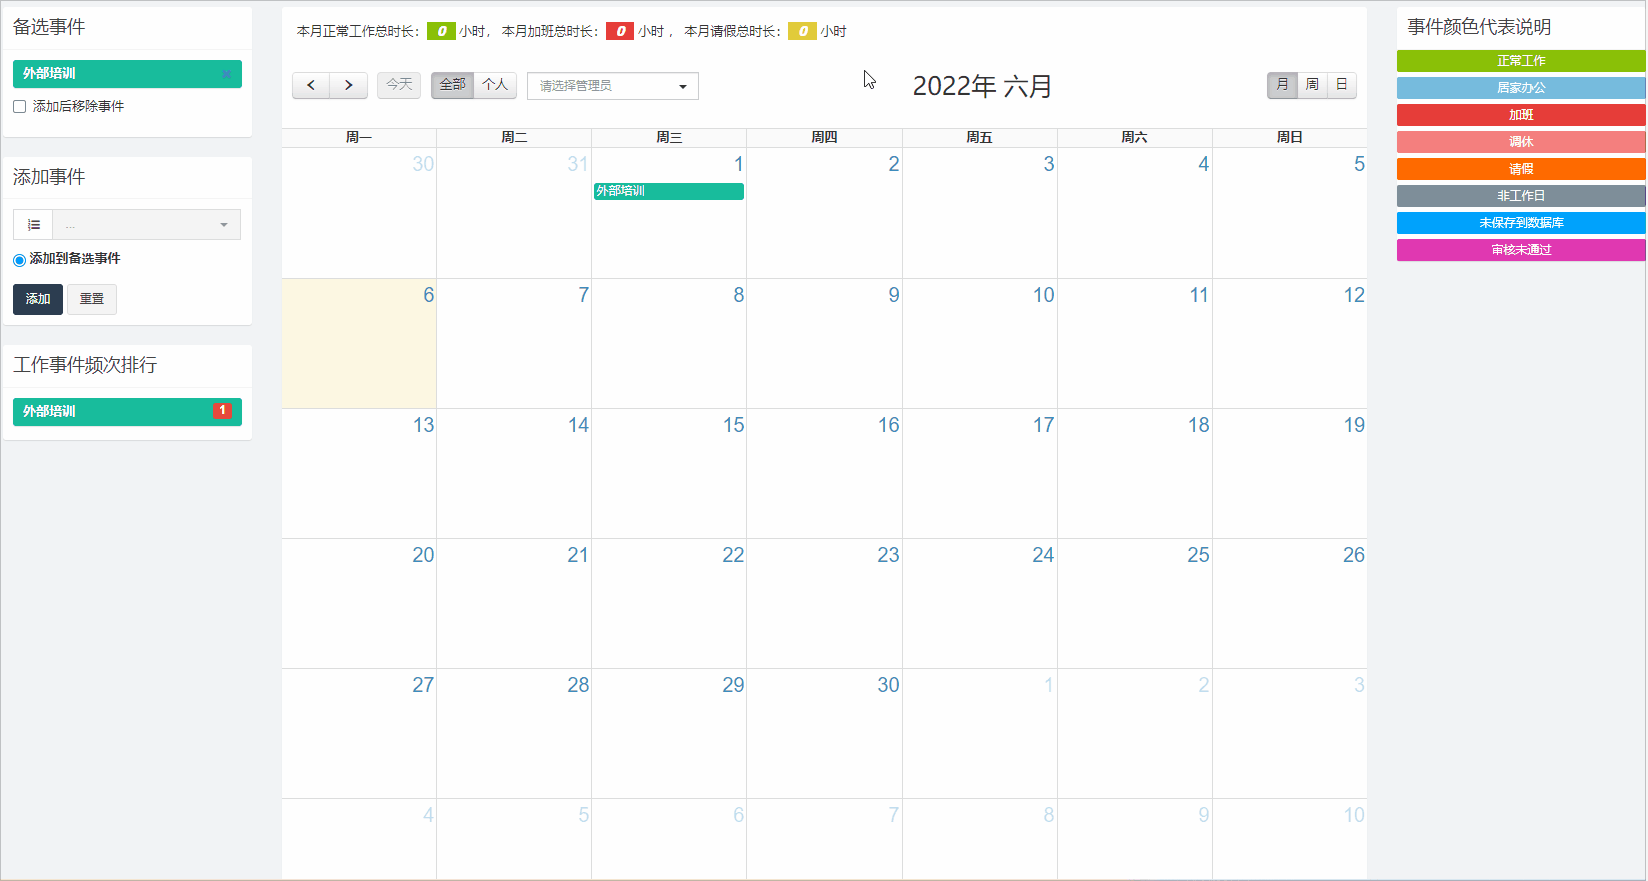 备选事件
外部培训
添加后移除事件
添加事件
...
添加到备选事件
添加 重置
工作事件频次排行
外部培训 1
本月正常工作总时长： 0 小时， 本月加班总时长： 0 小时， 本月请假总时长： 0 小时
今天 全部 个人 请选择管理员 2022年 六月 月 周 日
周一 周二 周三 周四 周五 周六 周日
30 31 1 2 3 4 5
外部培训
6 7 8 9 10 11 12
13 14 15 16 17 18 19
20 21 22 23 24 25 26
27 28 29 30 1 2 3
4 5 6 7 8 9 10
事件颜色代表说明
正常工作
居家办公
加班
调休
请假
非工作日
未保存到数据库
审核未通过